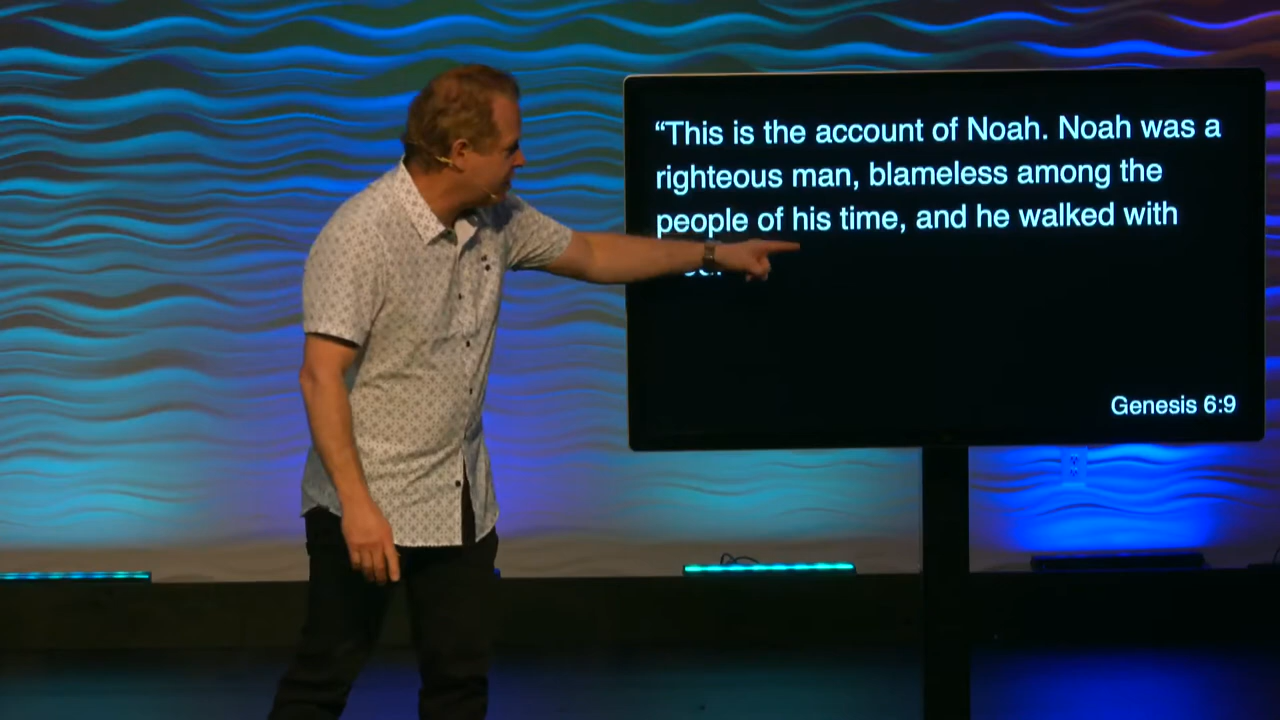 “This is the account of Noah. Noah was a
righteous man, blameless among the
people of his time, and he walked with
Genesis 6:9